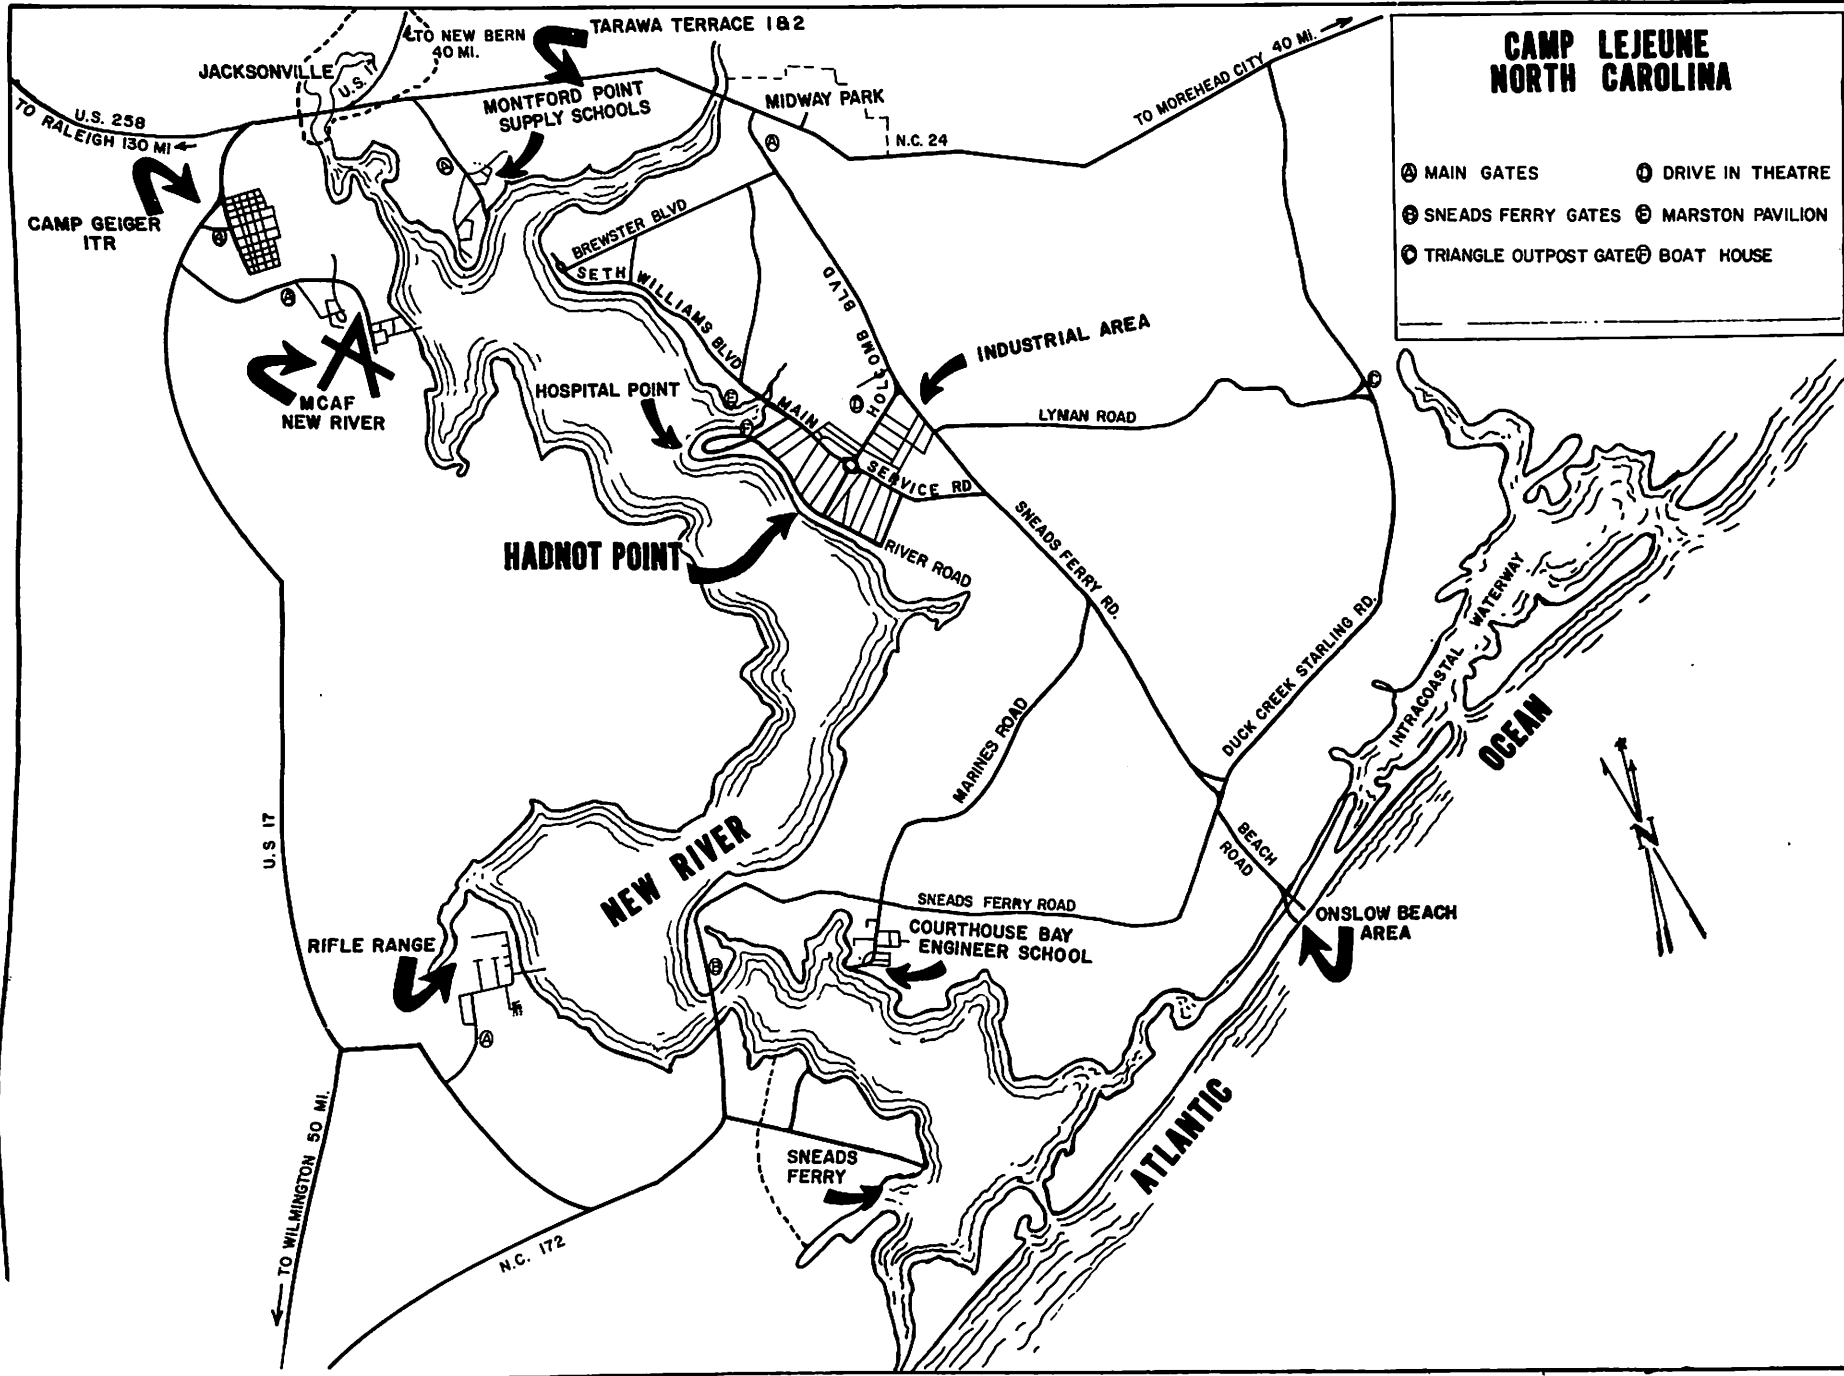 CAMP LEJEUNE
NORTH CAROLINA
Ⓐ MAIN GATES
Ⓓ DRIVE IN THEATRE
Ⓑ SNEADS FERRY GATES
Ⓔ MARSTON PAVILION
Ⓒ TRIANGLE OUTPOST GATE
Ⓕ BOAT HOUSE
TO NEW BERN
40 MI.
TARAWA TERRACE 1 & 2
JACKSONVILLE
U.S. 17
TO MOREHEAD CITY 40 MI.
MONTFORD POINT
SUPPLY SCHOOLS
MIDWAY PARK
U.S. 258
TO RALEIGH 130 MI
N.C. 24
Ⓐ
Ⓐ
CAMP GEIGER
ITR
Ⓐ
BREWSTER BLVD
SETH WILLIAMS BLVD
HOLCOMB BLVD
Ⓐ
INDUSTRIAL AREA
MCAF
NEW RIVER
HOSPITAL POINT
Ⓔ
Ⓕ
Ⓓ
Ⓒ
MAIN
SERVICE RD
LYMAN ROAD
HADNOT POINT
RIVER ROAD
SNEADS FERRY RD.
INTRACOASTAL WATERWAY
DUCK CREEK STARLING RD.
MARINES ROAD
OCEAN
N
U.S 17
NEW RIVER
BEACH
ROAD
SNEADS FERRY ROAD
ONSLOW BEACH
AREA
RIFLE RANGE
COURTHOUSE BAY
ENGINEER SCHOOL
Ⓑ
Ⓐ
ATLANTIC
SNEADS
FERRY
TO WILMINGTON 50 MI.
N.C. 172